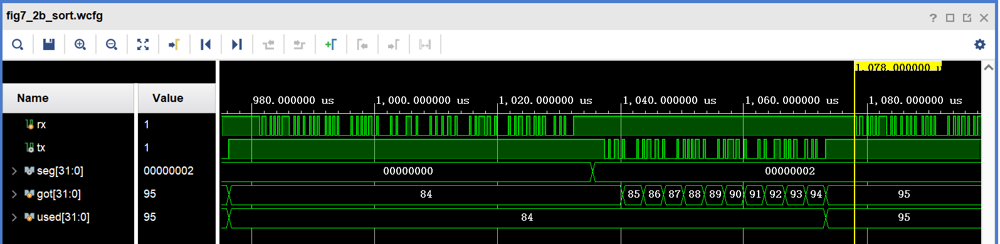 fig7_2b_sort.wcfg
?
1,078.000000 u
Name Value 980.000000 us 1,000.000000 us 1,020.000000 us 1,040.000000 us 1,060.000000 us 1,080.000000 us
rx 1
tx 1
seg[31:0] 00000002 00000000 00000002
got[31:0] 95 84 85 86 87 88 89 90 91 92 93 94 95
used[31:0] 95 84 95